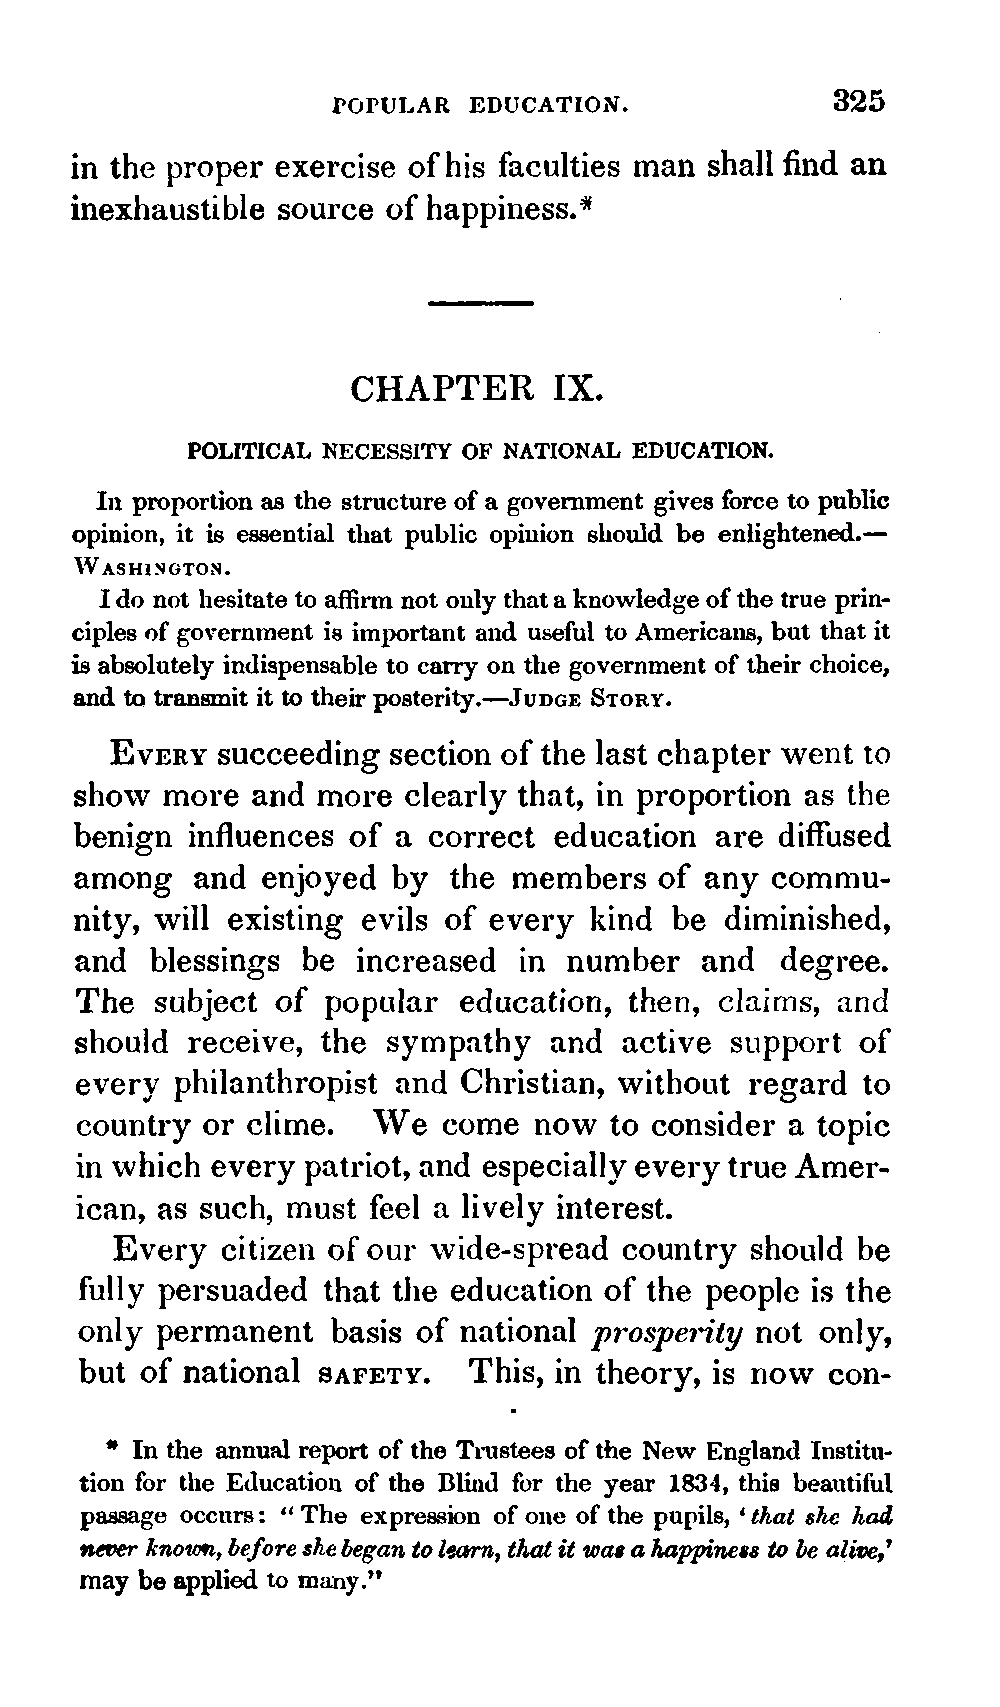 POPULAR EDUCATION. 325
in the proper exercise of his faculties man shall find an
inexhaustible source of happiness.*
CHAPTER IX.
POLITICAL NECESSITY OF NATIONAL EDUCATION.
In proportion as the structure of a government gives force to public
opinion, it is essential that public opinion should be enlightened.—
WASHINGTON.
I do not hesitate to affirm not only that a knowledge of the true prin-
ciples of government is important and useful to Americans, but that it
is absolutely indispensable to carry on the government of their choice,
and to transmit it to their posterity.—JUDGE STORY.
EVERY succeeding section of the last chapter went to
show more and more clearly that, in proportion as the
benign influences of a correct education are diffused
among and enjoyed by the members of any commu-
nity, will existing evils of every kind be diminished,
and blessings be increased in number and degree.
The subject of popular education, then, claims, and
should receive, the sympathy and active support of
every philanthropist and Christian, without regard to
country or clime. We come now to consider a topic
in which every patriot, and especially every true Amer-
ican, as such, must feel a lively interest.
Every citizen of our wide-spread country should be
fully persuaded that the education of the people is the
only permanent basis of national prosperity not only,
but of national SAFETY. This, in theory, is now con-
* In the annual report of the Trustees of the New England Institu-
tion for the Education of the Blind for the year 1834, this beautiful
passage occurs: "The expression of one of the pupils, 'that she had
never known, before she began to learn, that it was a happiness to be alive,'
may be applied to many."